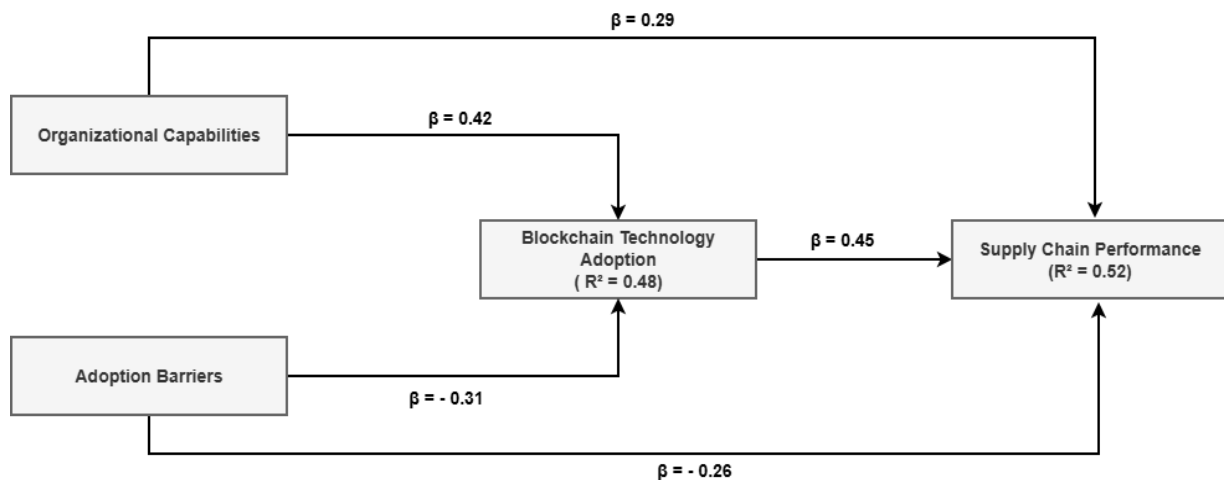 β = 0.29
Organizational Capabilities
β = 0.42
Blockchain Technology
Adoption
( R² = 0.48)
β = 0.45
Supply Chain Performance
(R² = 0.52)
Adoption Barriers
β = - 0.31
β = - 0.26